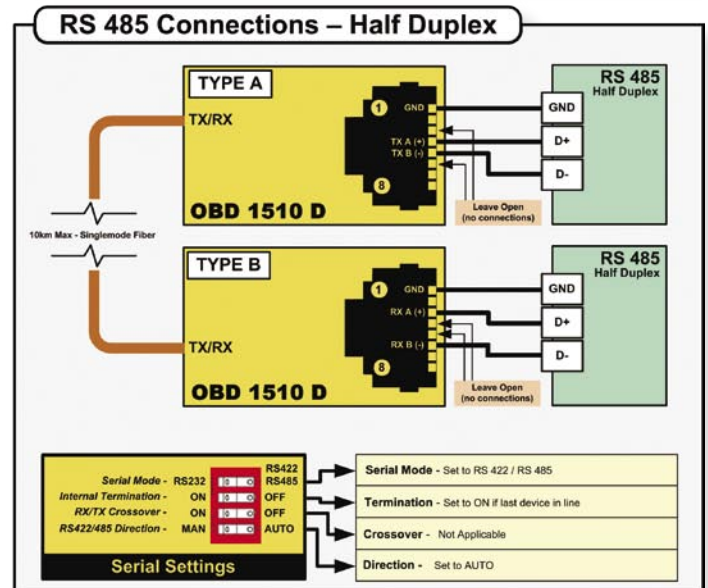 RS 485 Connections – Half Duplex
TYPE A
TX/RX
1
GND
TX A (+)
TX B (-)
8
OBD 1510 D
RS 485
Half Duplex
GND
D+
D-
Leave Open
(no connections)
10km Max - Singlemode Fiber
TYPE B
TX/RX
1
GND
RX A (+)
RX B (-)
8
OBD 1510 D
RS 485
Half Duplex
GND
D+
D-
Leave Open
(no connections)
RS422
Serial Mode - RS232 RS485
Internal Termination - ON OFF
RX/TX Crossover - ON OFF
RS422/485 Direction - MAN AUTO
Serial Settings
Serial Mode - Set to RS 422 / RS 485
Termination - Set to ON if last device in line
Crossover - Not Applicable
Direction - Set to AUTO